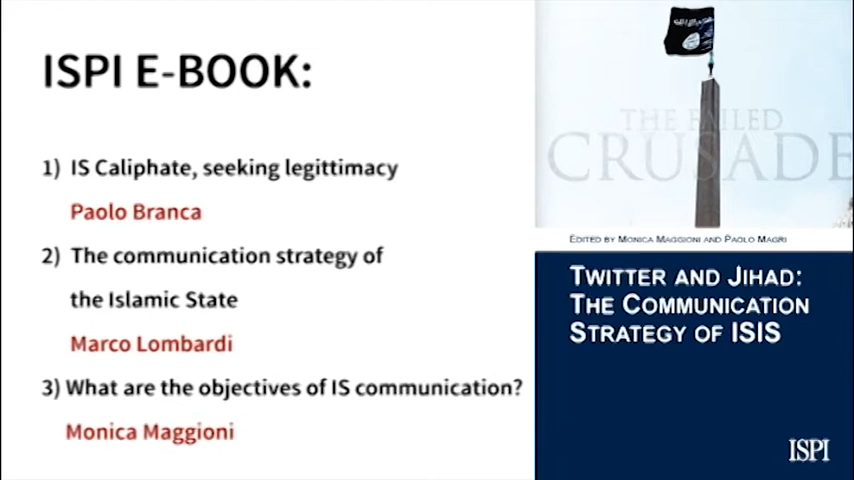 ISPI E-BOOK:
1) IS Caliphate, seeking legittimacy
Paolo Branca
2) The communication strategy of
the Islamic State
Marco Lombardi
3) What are the objectives of IS communication?
Monica Maggioni
THE FAILED
CRUSADE
EDITED BY MONICA MAGGIONI AND PAOLO MAGRI
TWITTER AND JIHAD:
THE COMMUNICATION
STRATEGY OF ISIS
ISPI